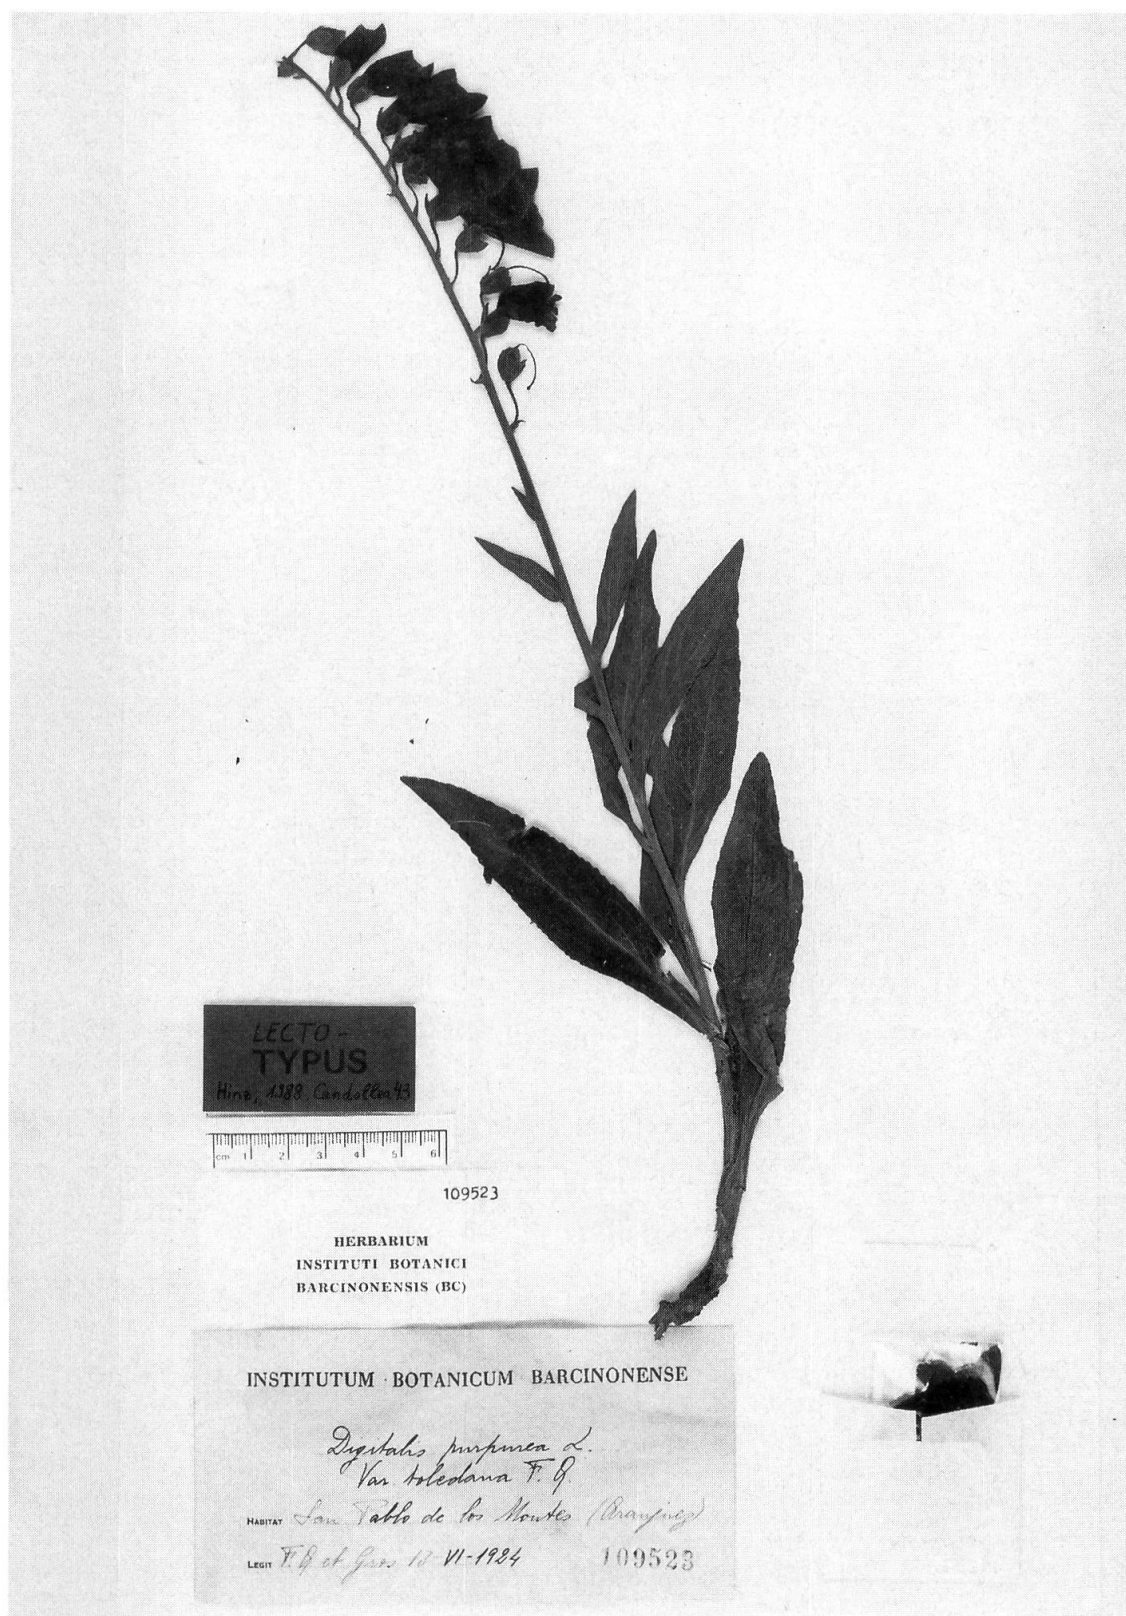 LECTO-
TYPUS
Hinz, 1988, Candollea 43
cm 1 2 3 4 5 6
109523
HERBARIUM
INSTITUTI BOTANICI
BARCINONENSIS (BC)
INSTITUTUM BOTANICUM BARCINONENSE
Digitalis purpurea L.
Var. toledana F. Q.
HABITAT San Pablo de los Montes (Aranjuez)
LEGIT F. Q et Gros VI-1924 109523